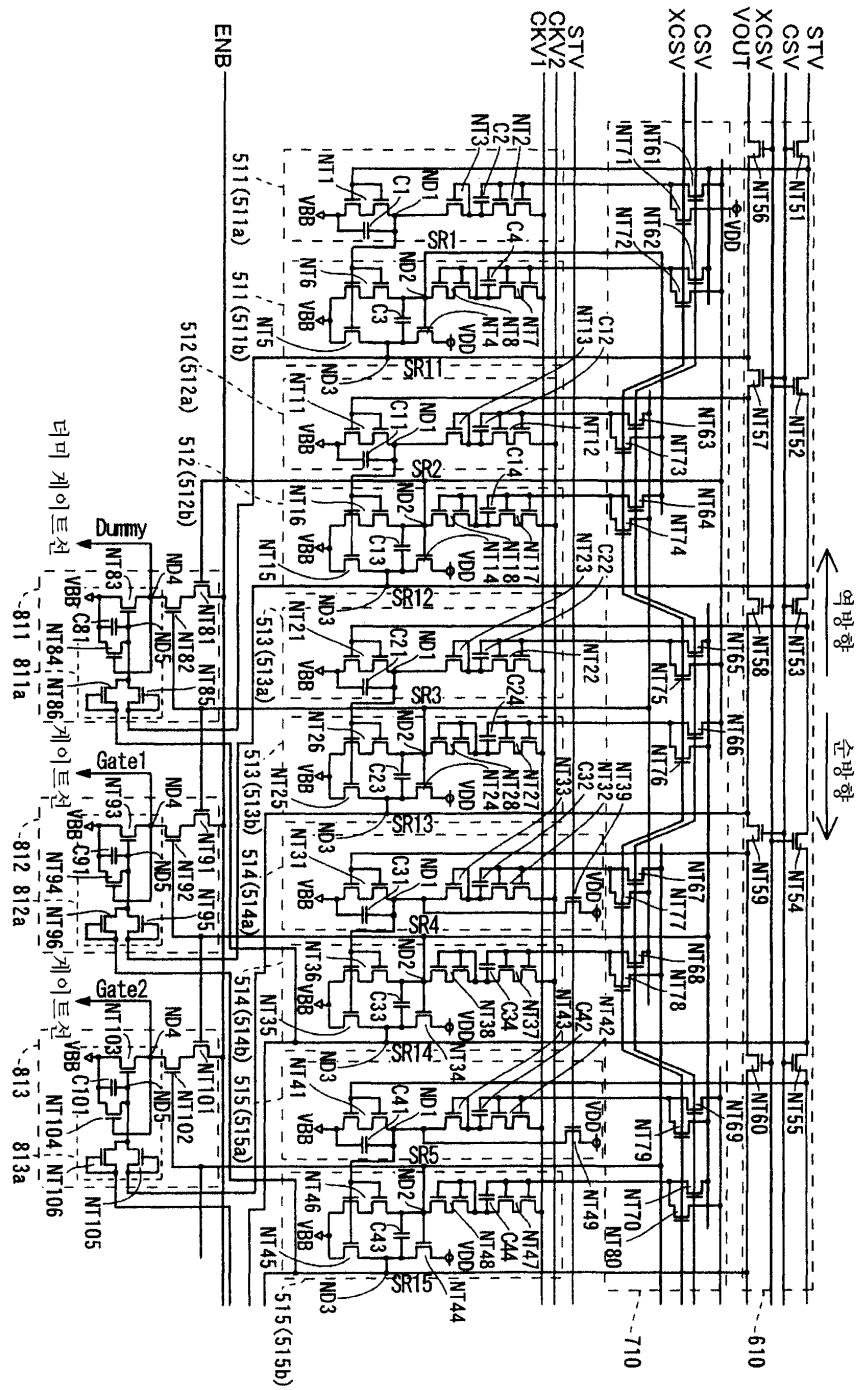 STV
CSV
XCSV
VOUT
CSV
XCSV
STV
CKV2
CKV1
ENB
NT51
NT56
NT52
NT57
역방향
순방향
NT53
NT58
NT54
NT59
NT55
NT60
610
NT61
NT71
VDD
NT62
NT72
NT63
NT73
NT64
NT74
NT65
NT75
NT66
NT76
NT67
NT77
NT68
NT78
NT69
NT79
NT70
NT80
710
NT2
C2
NT3
ND1
C1
NT1
VBB
SR1
511(511a)
C4
NT7
NT8
NT4
VDD
ND2
NT6
C3
VBB
NT5
ND3
SR11
511(511b)
C12
NT13
NT12
ND1
C11
NT11
VBB
SR2
512(512a)
C14
NT17
NT18
NT14
VDD
ND2
NT16
C13
VBB
NT15
ND3
SR12
512(512b)
C22
NT23
NT22
ND1
C21
NT21
VBB
SR3
513(513a)
C24
NT27
NT28
NT24
VDD
ND2
NT26
C23
VBB
NT25
ND3
SR13
513(513b)
NT39
NT32
C32
NT33
VDD
ND1
C31
NT31
VBB
SR4
514(514a)
NT37
C34
NT38
ND2
NT36
C33
VBB
NT35
VDD
NT34
ND3
SR14
514(514b)
NT42
C42
NT43
VDD
NT49
ND1
C41
NT41
VBB
SR5
515(515a)
NT47
C44
NT48
ND2
NT46
C43
VBB
NT45
VDD
NT44
ND3
SR15
515(515b)
더미 게이트선
Dummy
NT81
NT82
ND4
NT83
VBB
C81
ND5
NT84
NT85
NT86
811
811a
게이트선
Gate1
NT91
NT92
ND4
NT93
VBB
C91
ND5
NT94
NT95
NT96
812
812a
게이트선
Gate2
NT101
NT102
ND4
NT103
VBB
C101
ND5
NT104
NT105
NT106
813
813a